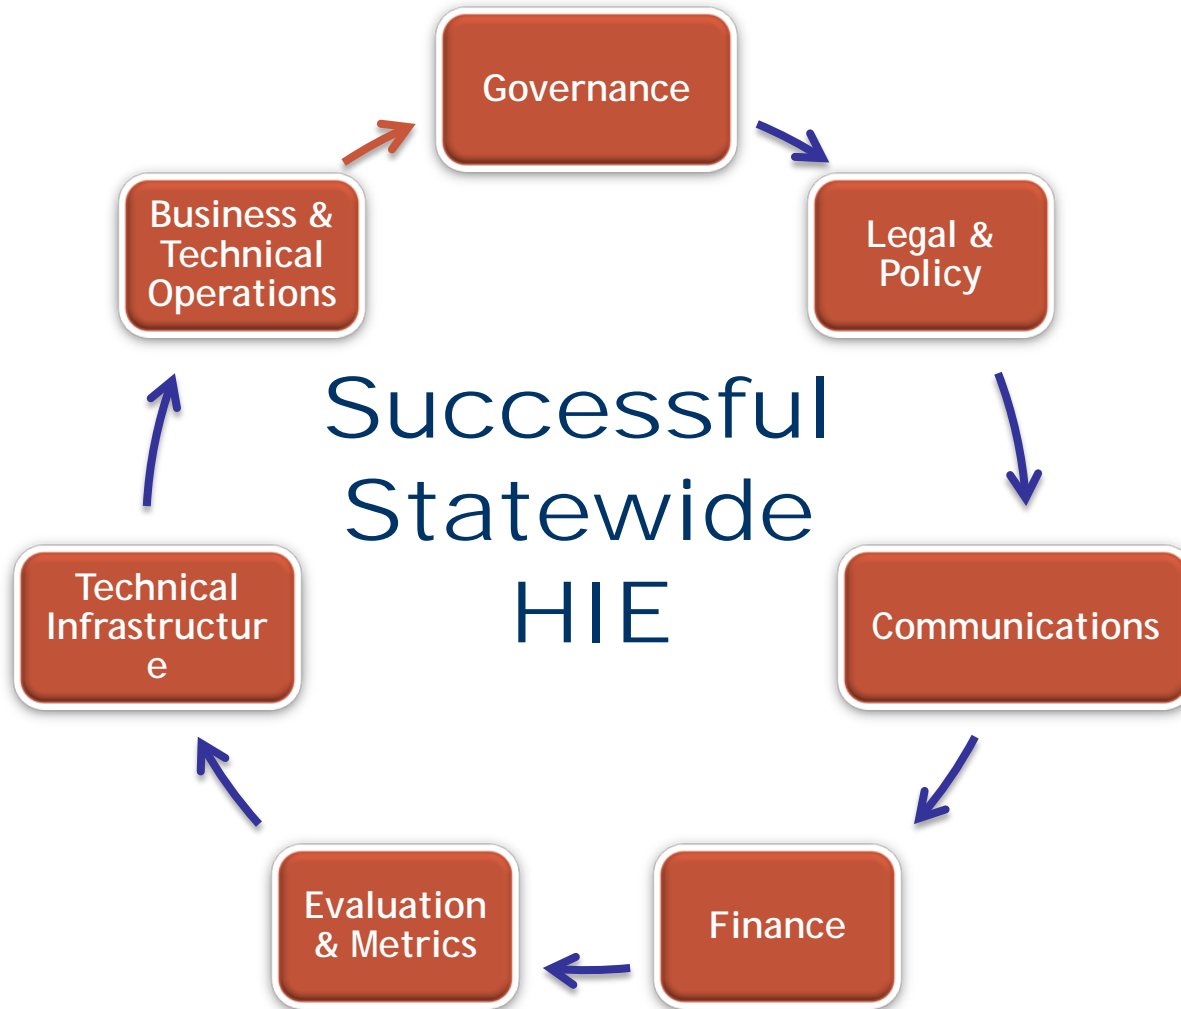 Governance
Legal &
Policy
Communications
Finance
Evaluation
& Metrics
Technical
Infrastructur
e
Business &
Technical
Operations
Successful
Statewide
HIE